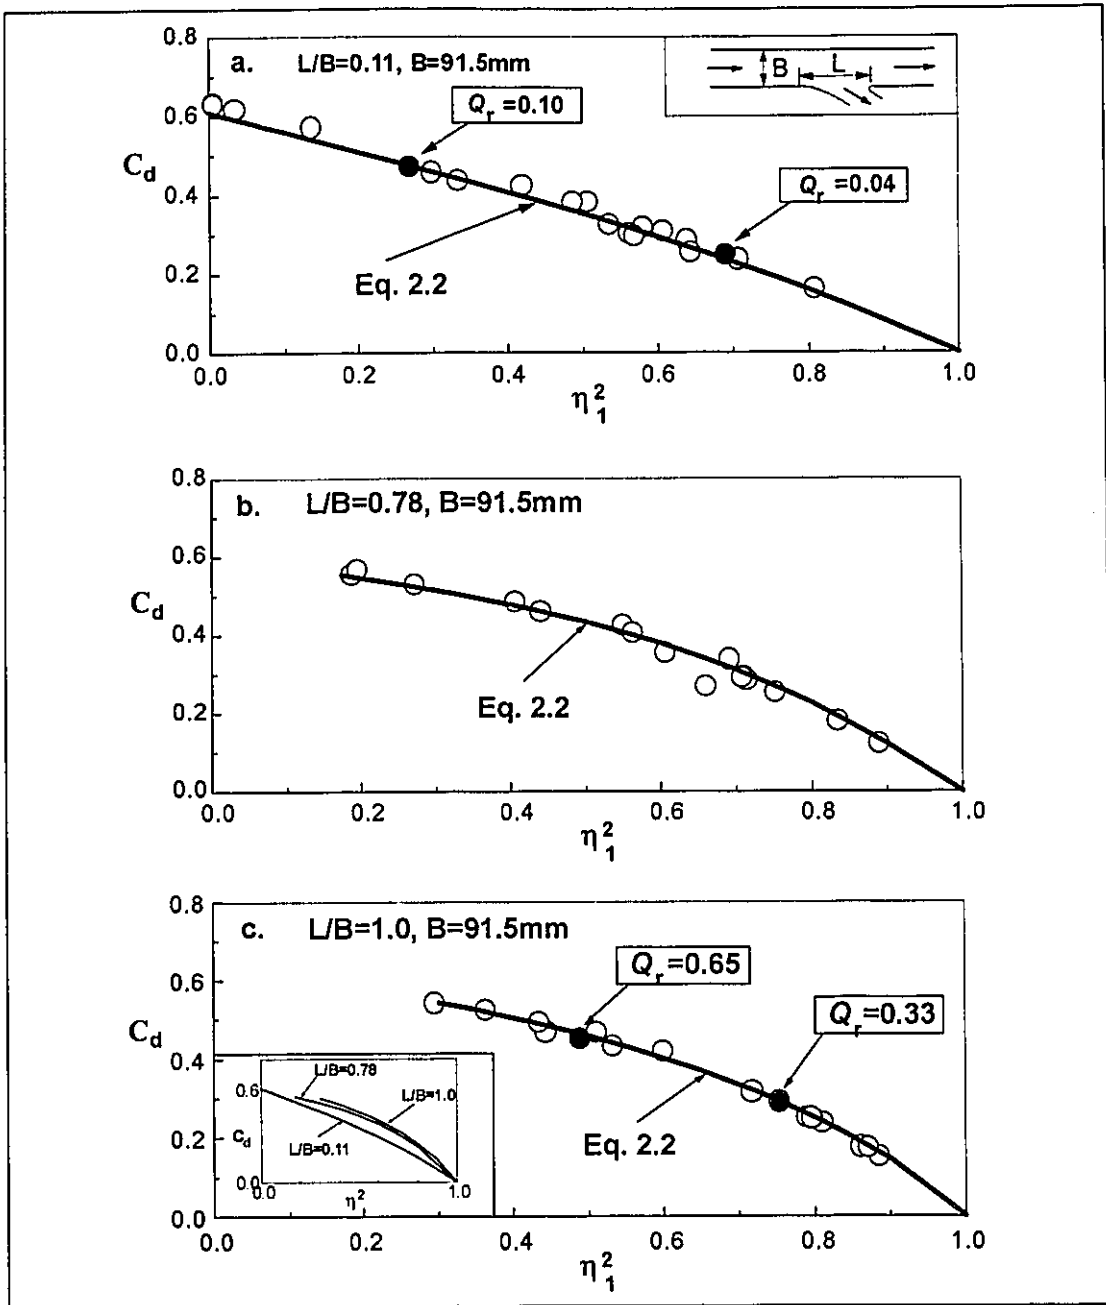 0.8
a. L/B=0.11, B=91.5mm
B L
Q_r=0.10
0.6
C_d
Q_r=0.04
0.4
0.2
Eq. 2.2
0.0
0.0 0.2 0.4 0.6 0.8 1.0
η_1^2
0.8
b. L/B=0.78, B=91.5mm
0.6
C_d
0.4
Eq. 2.2
0.2
0.0
0.0 0.2 0.4 0.6 0.8 1.0
η_1^2
0.8
c. L/B=1.0, B=91.5mm
Q_r=0.65
0.6
Q_r=0.33
C_d
0.4
L/B=0.78
0.6
L/B=1.0
0.2
Eq. 2.2
C_d
L/B=0.11
0.0
0.0 1.0
η^2
0.0
0.0 0.2 0.4 0.6 0.8 1.0
η_1^2